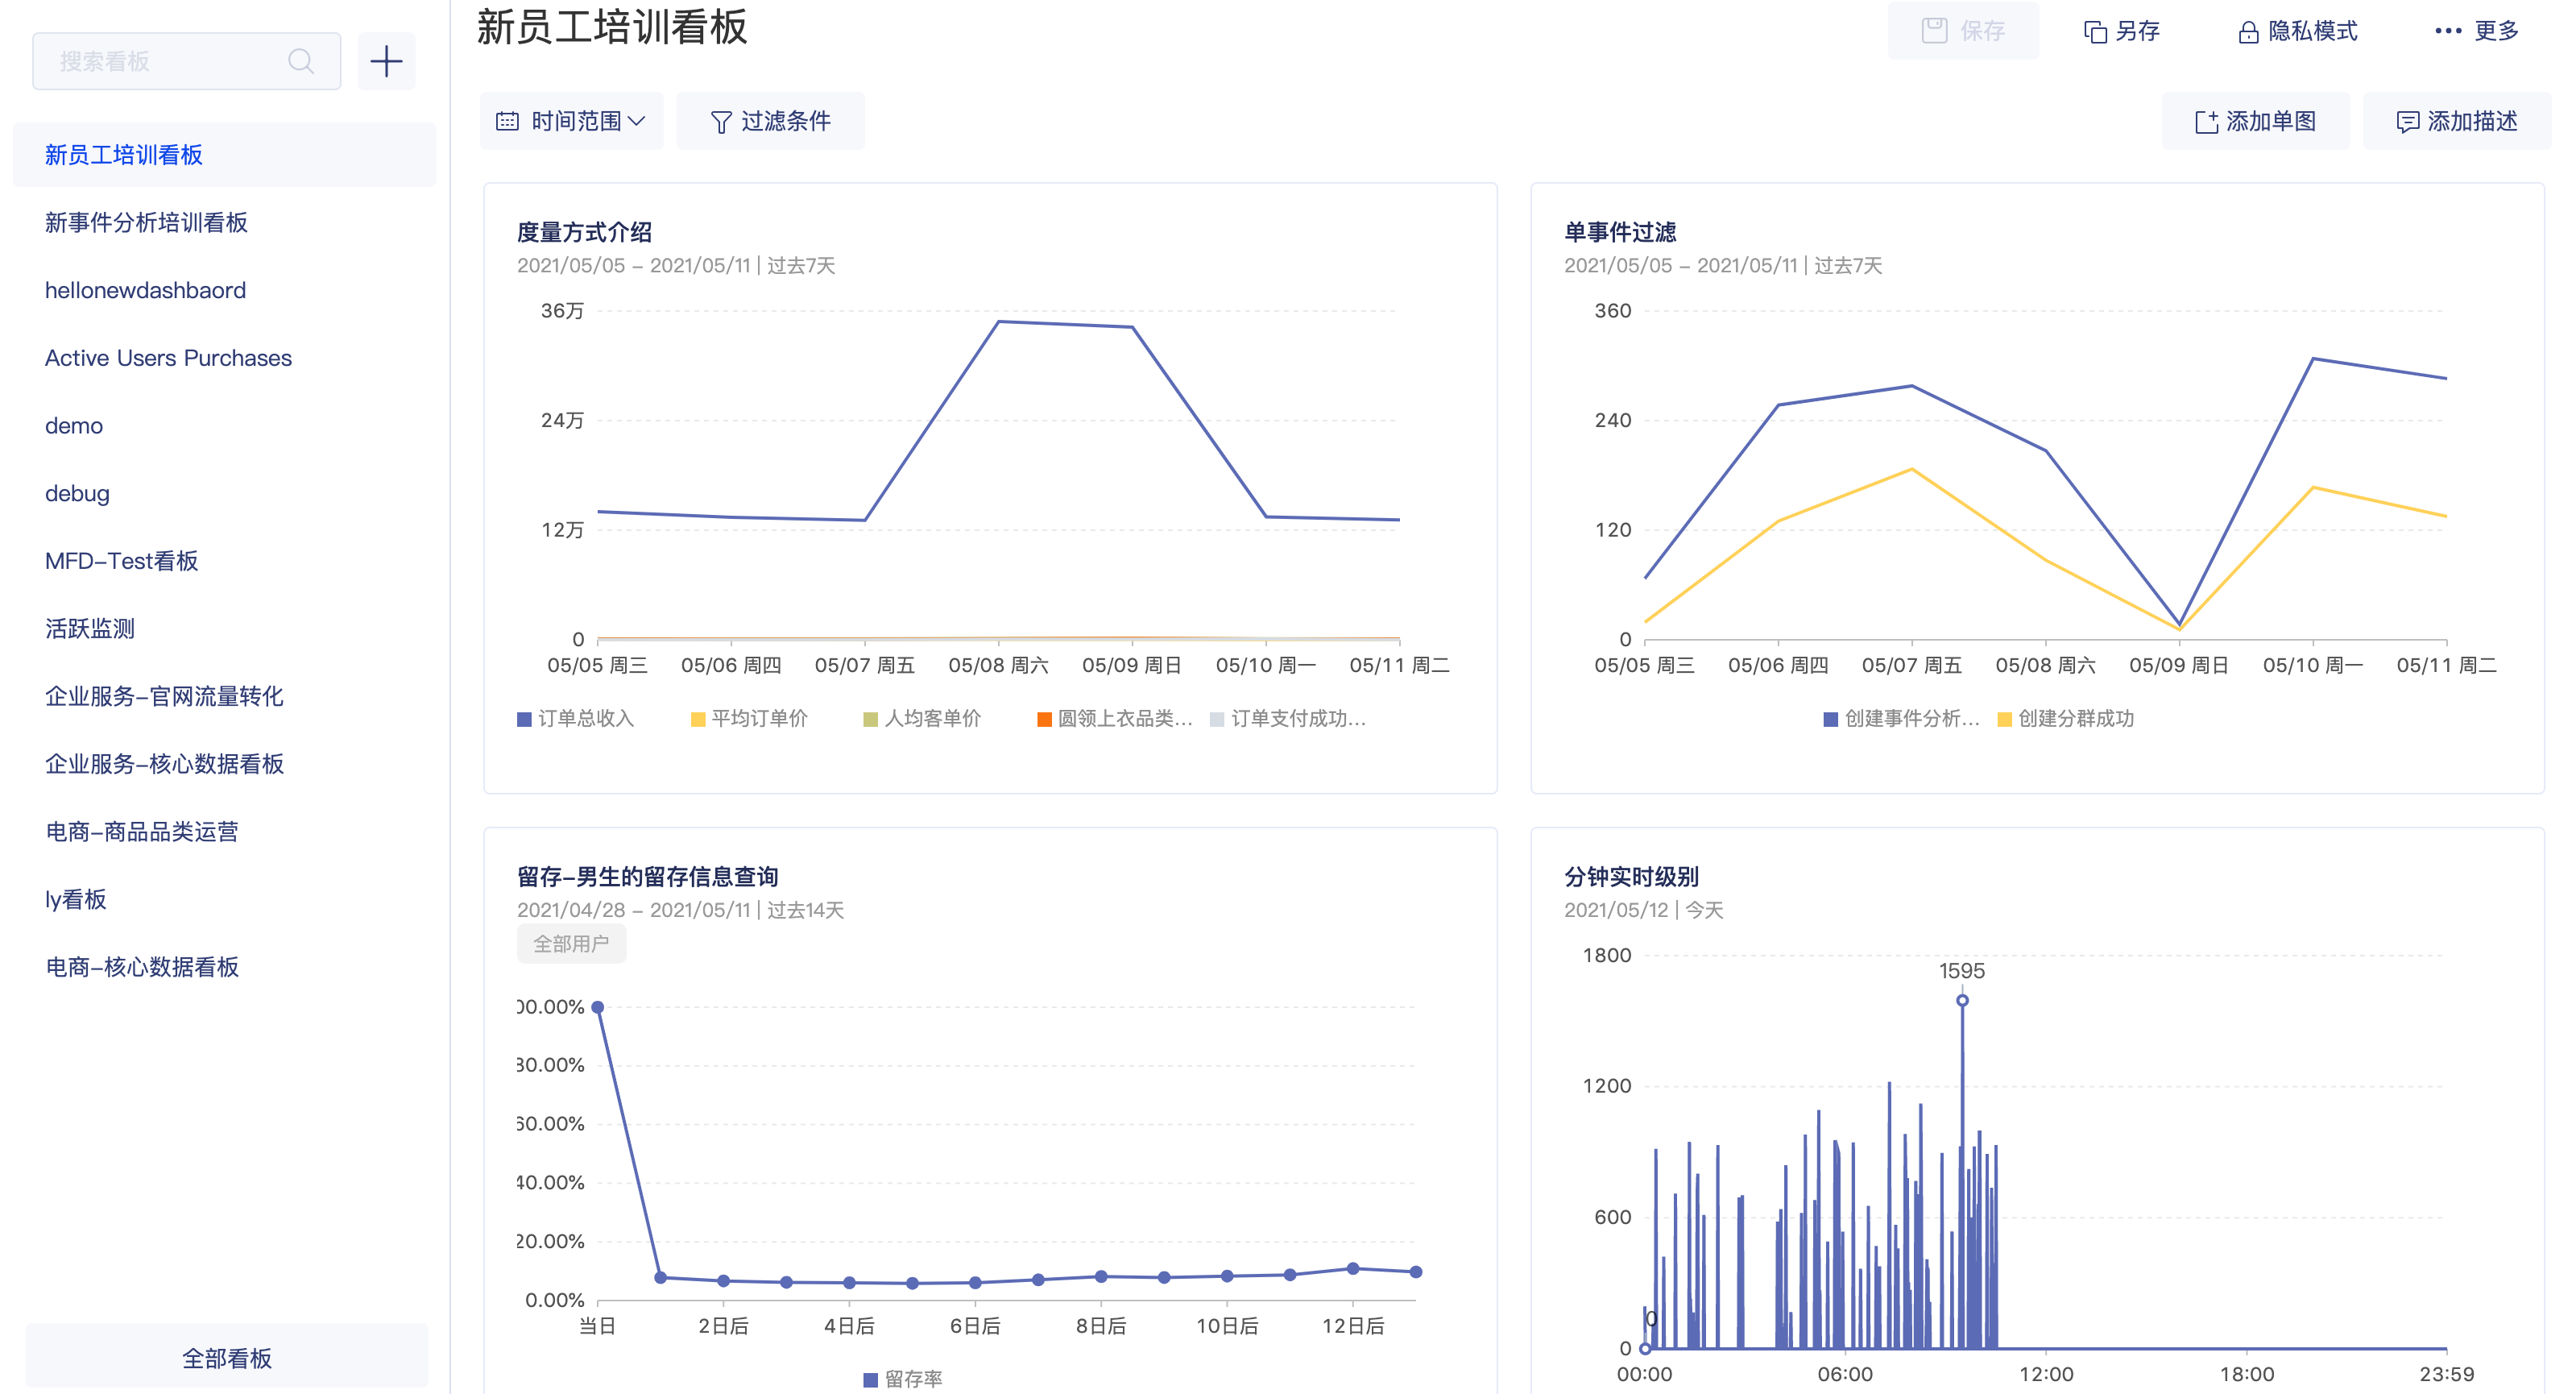 搜索看板
新员工培训看板
新事件分析培训看板
hellonewdashbaord
Active Users Purchases
demo
debug
MFD-Test看板
活跃监测
企业服务-官网流量转化
企业服务-核心数据看板
电商-商品品类运营
ly看板
电商-核心数据看板
全部看板
新员工培训看板
保存 另存 隐私模式 更多
时间范围 过滤条件 添加单图 添加描述
度量方式介绍
2021/05/05 - 2021/05/11 | 过去7天
36万
24万
12万
0
05/05 周三 05/06 周四 05/07 周五 05/08 周六 05/09 周日 05/10 周一 05/11 周二
订单总收入 平均订单价 人均客单价 圆领上衣品类... 订单支付成功...
单事件过滤
2021/05/05 - 2021/05/11 | 过去7天
360
240
120
0
05/05 周三 05/06 周四 05/07 周五 05/08 周六 05/09 周日 05/10 周一 05/11 周二
创建事件分析... 创建分群成功
留存-男生的留存信息查询
2021/04/28 - 2021/05/11 | 过去14天
全部用户
00.00%
80.00%
60.00%
40.00%
20.00%
0.00%
当日 2日后 4日后 6日后 8日后 10日后 12日后
留存率
分钟实时级别
2021/05/12 | 今天
1800
1595
1200
600
0
0
00:00 06:00 12:00 18:00 23:59